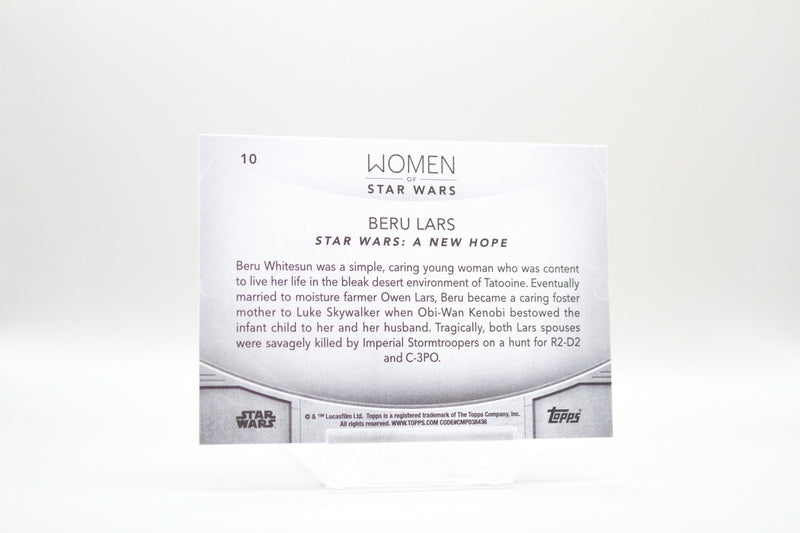 10
WOMEN
OF
STAR WARS
BERU LARS
STAR WARS: A NEW HOPE
Beru Whitesun was a simple, caring young woman who was content
to live her life in the bleak desert environment of Tatooine. Eventually
married to moisture farmer Owen Lars, Beru became a caring foster
mother to Luke Skywalker when Obi-Wan Kenobi bestowed the
infant child to her and her husband. Tragically, both Lars spouses
were savagely killed by Imperial Stormtroopers on a hunt for R2-D2
and C-3PO.
STAR
WARS
© & ™ Lucasfilm Ltd. Topps is a registered trademark of The Topps Company, Inc.
All rights reserved. WWW.TOPPS.COM CODE#CMP038436
Topps